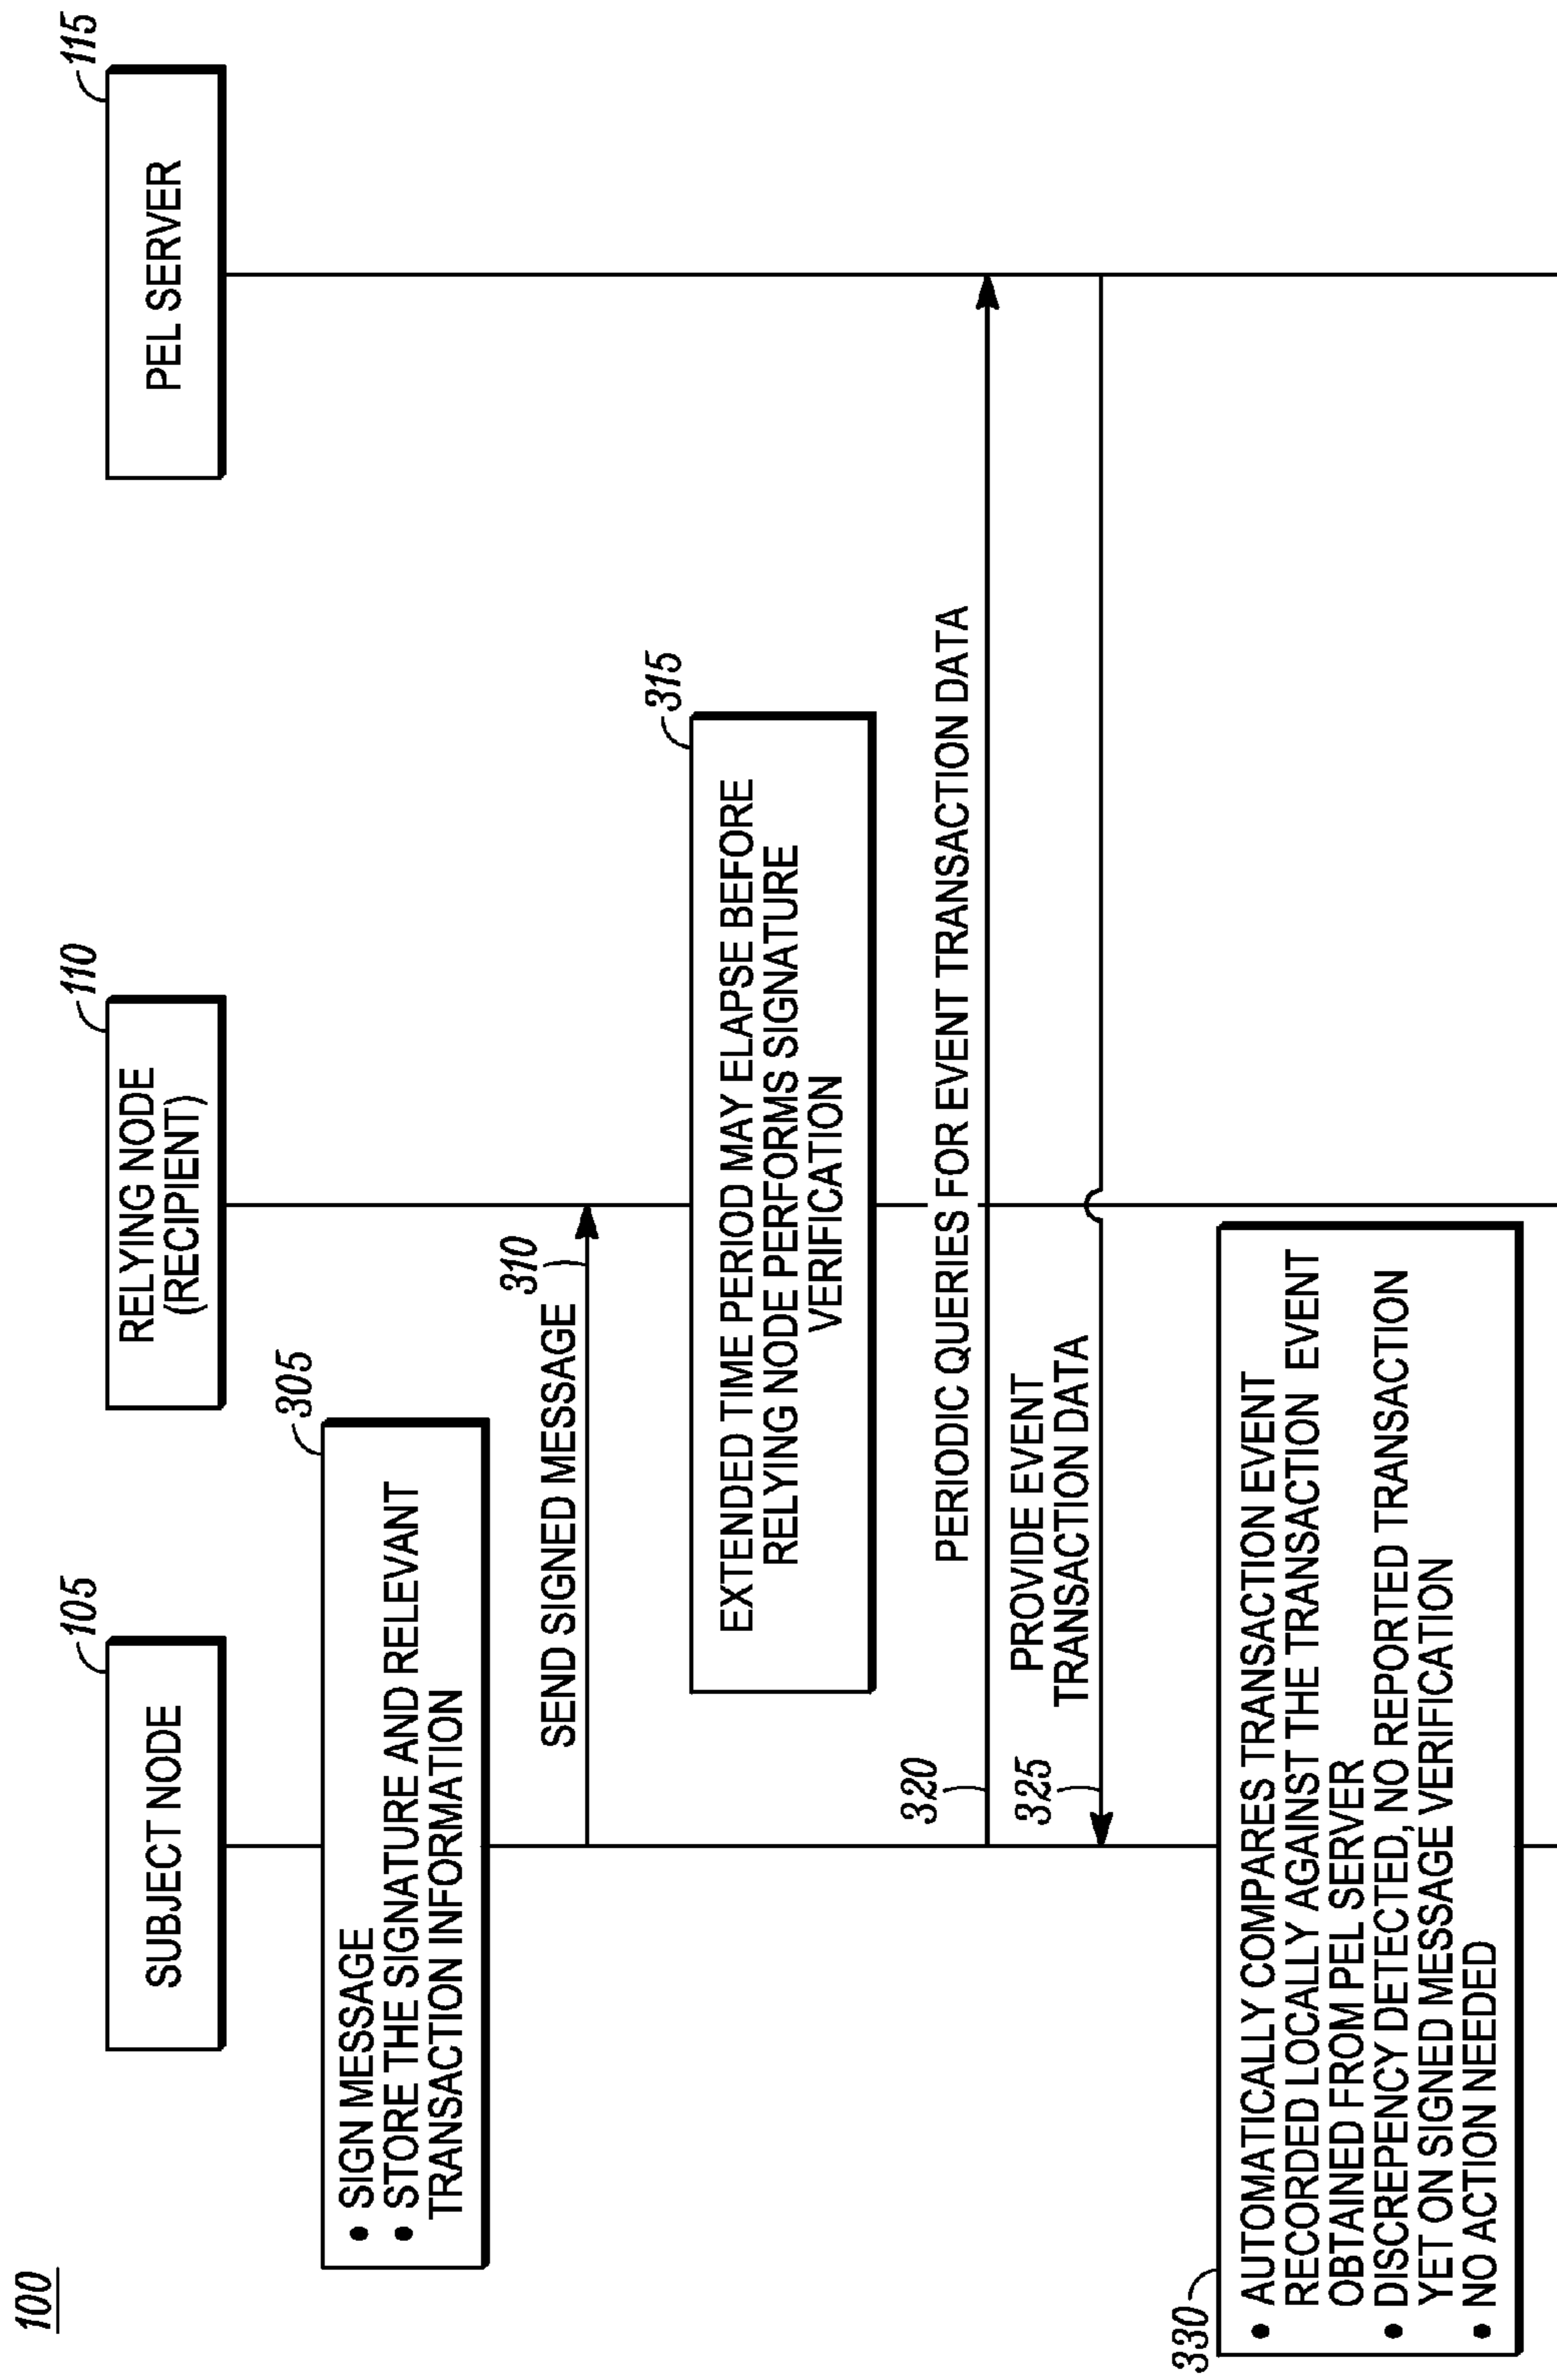 100
105
SUBJECT NODE
110
RELYING NODE
(RECIPIENT)
115
PEL SERVER
305
• SIGN MESSAGE
• STORE THE SIGNATURE AND RELEVANT
TRANSACTION INFORMATION
SEND SIGNED MESSAGE
310
315
EXTENDED TIME PERIOD MAY ELAPSE BEFORE
RELYING NODE PERFORMS SIGNATURE
VERIFICATION
320
PERIODIC QUERIES FOR EVENT TRANSACTION DATA
PROVIDE EVENT
TRANSACTION DATA
325
330
• AUTOMATICALLY COMPARES TRANSACTION EVENT
RECORDED LOCALLY AGAINST THE TRANSACTION EVENT
OBTAINED FROM PEL SERVER
• DISCREPENCY DETECTED, NO REPORTED TRANSACTION
YET ON SIGNED MESSAGE VERIFICATION
• NO ACTION NEEDED